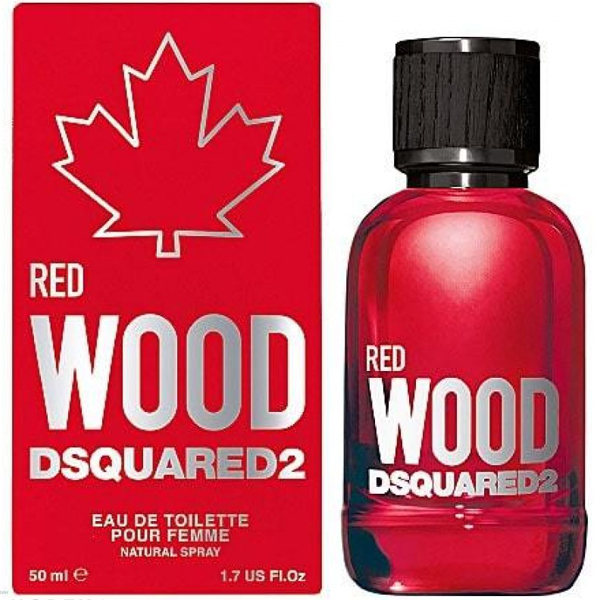 RED
WOOD
DSQUARED2
EAU DE TOILETTE
POUR FEMME
NATURAL SPRAY
50 ml ℮ 1.7 US Fl.Oz
RED
WOOD
DSQUARED2